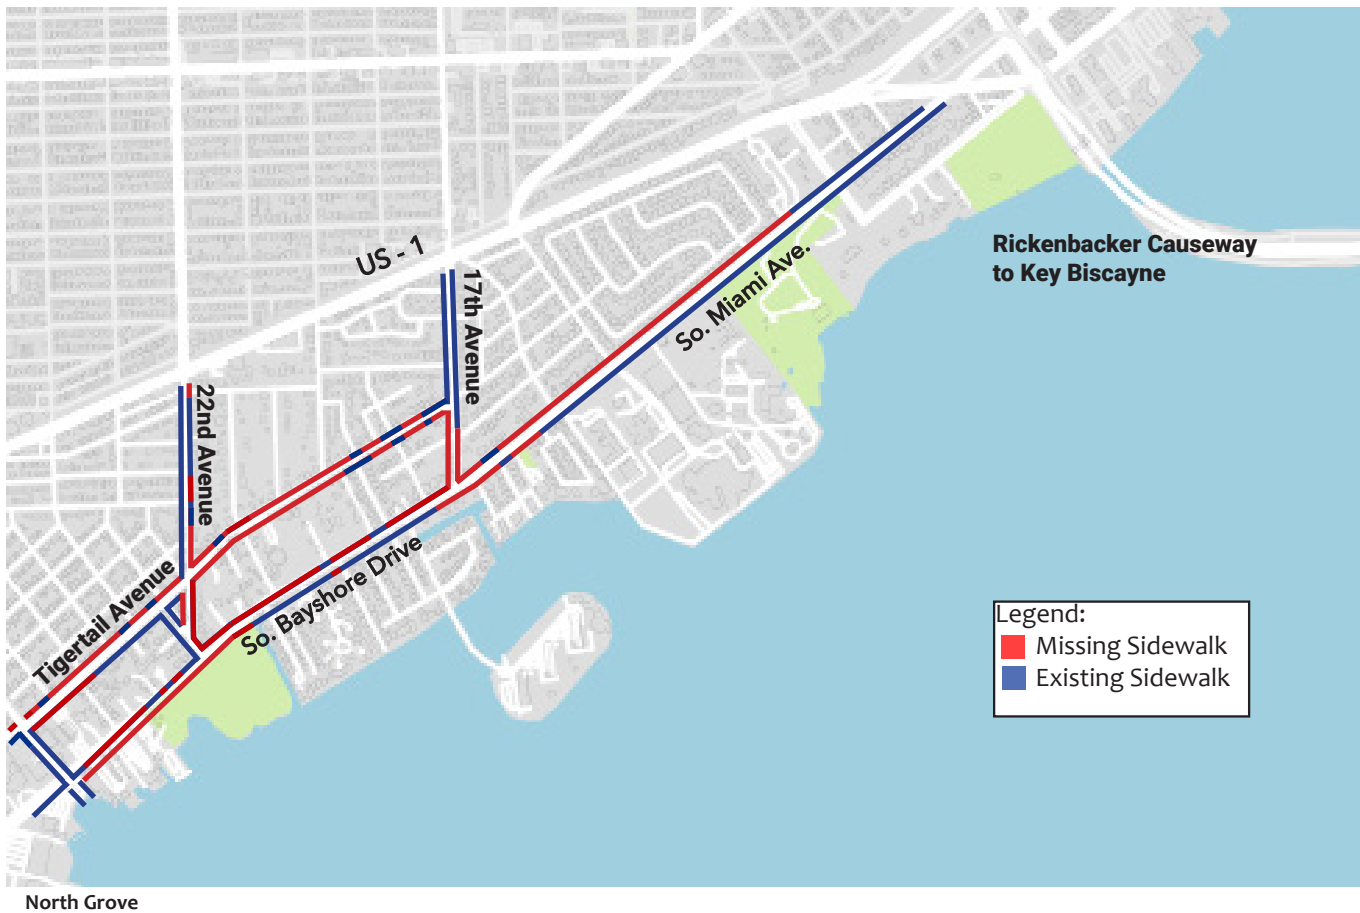 US - 1
Rickenbacker Causeway
to Key Biscayne
17th Avenue
So. Miami Ave.
22nd Avenue
So. Bayshore Drive
Tigertail Avenue
Legend:
Missing Sidewalk
Existing Sidewalk
North Grove